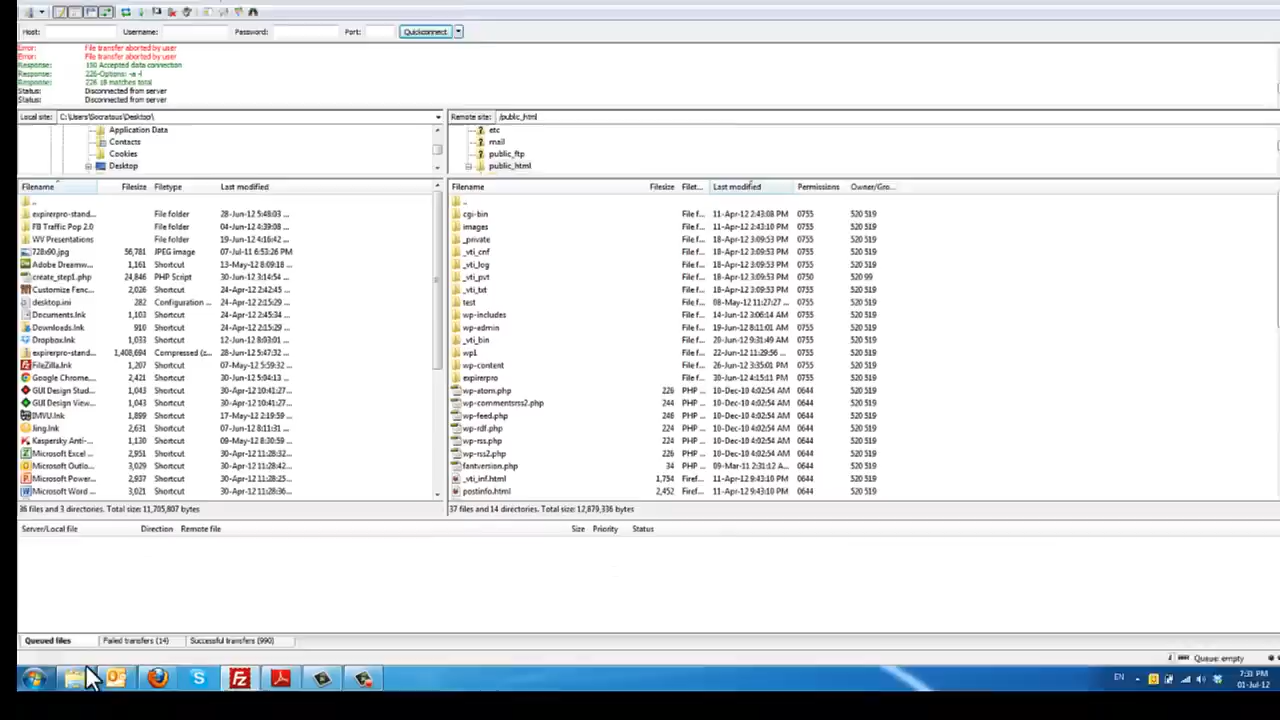 Host: Username: Password: Port: Quickconnect
Error: File transfer aborted by user
Error: File transfer aborted by user
Response: 150 Accepted data connection
Response: 226-Options: -a -l
Response: 226 18 matches total
Status: Disconnected from server
Status: Disconnected from server
Local site: C:\Users\Socratous\Desktop\ Remote site: /public_html
Application Data etc
Contacts mail
Cookies public_ftp
Desktop public_html
Filename Filesize Filetype Last modified Filename Filesize Filet... Last modified Permissions Owner/Gro...
.. ..
expirerpro-stand... File folder 28-Jun-12 5:48:03 ... cgi-bin File f... 11-Apr-12 2:43:08 PM 0755 520 519
FB Traffic Pop 2.0 File folder 04-Jun-12 4:39:08 ... images File f... 11-Apr-12 2:43:10 PM 0755 520 519
WV Presentations File folder 19-Jun-12 4:16:42 ... _private File f... 18-Apr-12 3:09:53 PM 0755 520 519
728x90.jpg 56,781 JPEG image 07-Jul-11 6:53:26 PM _vti_cnf File f... 18-Apr-12 3:09:53 PM 0755 520 519
Adobe Dreamw... 1,161 Shortcut 13-May-12 8:09:18 ... _vti_log File f... 18-Apr-12 3:09:53 PM 0755 520 519
create_step1.php 24,846 PHP Script 30-Jun-12 3:14:54 ... _vti_pvt File f... 18-Apr-12 3:09:53 PM 0750 520 99
Customize Fenc... 2,026 Shortcut 24-Apr-12 2:42:45 ... _vti_txt File f... 18-Apr-12 3:09:53 PM 0755 520 519
desktop.ini 282 Configuration ... 24-Apr-12 2:15:29 ... test File f... 08-May-12 11:27:27 ... 0755 520 519
Documents.lnk 1,103 Shortcut 24-Apr-12 2:15:29 ... wp-includes File f... 14-Jun-12 3:06:14 AM 0755 520 519
Downloads.lnk 910 Shortcut 24-Apr-12 2:15:29 ... wp-admin File f... 19-Jun-12 8:11:01 AM 0755 520 519
Dropbox.lnk 1,033 Shortcut 12-Jun-12 8:03:01 ... _vti_bin File f... 20-Jun-12 9:31:49 AM 0755 520 519
expirerpro-stand... 1,408,694 Compressed (z... 28-Jun-12 5:47:32 ... wp1 File f... 22-Jun-12 11:29:56 ... 0755 520 519
FileZilla.lnk 1,207 Shortcut 07-May-12 5:59:32 ... wp-content File f... 26-Jun-12 3:35:01 PM 0755 520 519
Google Chrome... 2,421 Shortcut 30-Jun-12 5:04:13 ... expirerpro File f... 30-Jun-12 4:15:11 PM 0755 520 519
GUI Design Stud... 1,043 Shortcut 30-Apr-12 10:41:27 ... wp-atom.php 226 PHP ... 10-Dec-10 4:02:54 AM 0644 520 519
GUI Design View... 1,043 Shortcut 30-Apr-12 10:41:27 ... wp-commentsrss2.php 244 PHP ... 10-Dec-10 4:02:54 AM 0644 520 519
IMVU.lnk 1,899 Shortcut 17-May-12 2:19:59 ... wp-feed.php 246 PHP ... 10-Dec-10 4:02:54 AM 0644 520 519
Jing.lnk 2,631 Shortcut 07-Jun-12 8:11:31 ... wp-rdf.php 224 PHP ... 10-Dec-10 4:02:54 AM 0644 520 519
Kaspersky Anti-... 1,130 Shortcut 09-May-12 8:30:59 ... wp-rss.php 224 PHP ... 10-Dec-10 4:02:54 AM 0644 520 519
Microsoft Excel ... 2,951 Shortcut 30-Apr-12 11:28:42 ... wp-rss2.php 226 PHP ... 10-Dec-10 4:02:54 AM 0644 520 519
Microsoft Outlo... 3,029 Shortcut 30-Apr-12 11:28:42 ... fantversion.php 34 PHP ... 09-Mar-11 2:31:12 A... 0644 520 519
Microsoft Power... 2,937 Shortcut 30-Apr-12 11:28:25 ... _vti_inf.html 1,754 Firef... 11-Apr-12 9:43:10 PM 0644 520 519
Microsoft Word ... 3,021 Shortcut 30-Apr-12 11:28:36 ... postinfo.html 2,452 Firef... 11-Apr-12 9:43:10 PM 0644 520 519
36 files and 3 directories. Total size: 11,705,807 bytes 37 files and 14 directories. Total size: 12,879,336 bytes
Server/Local file Direction Remote file Size Priority Status
Queued files Failed transfers (14) Successful transfers (990)
Queue: empty
EN 7:33 PM
01-Jul-12